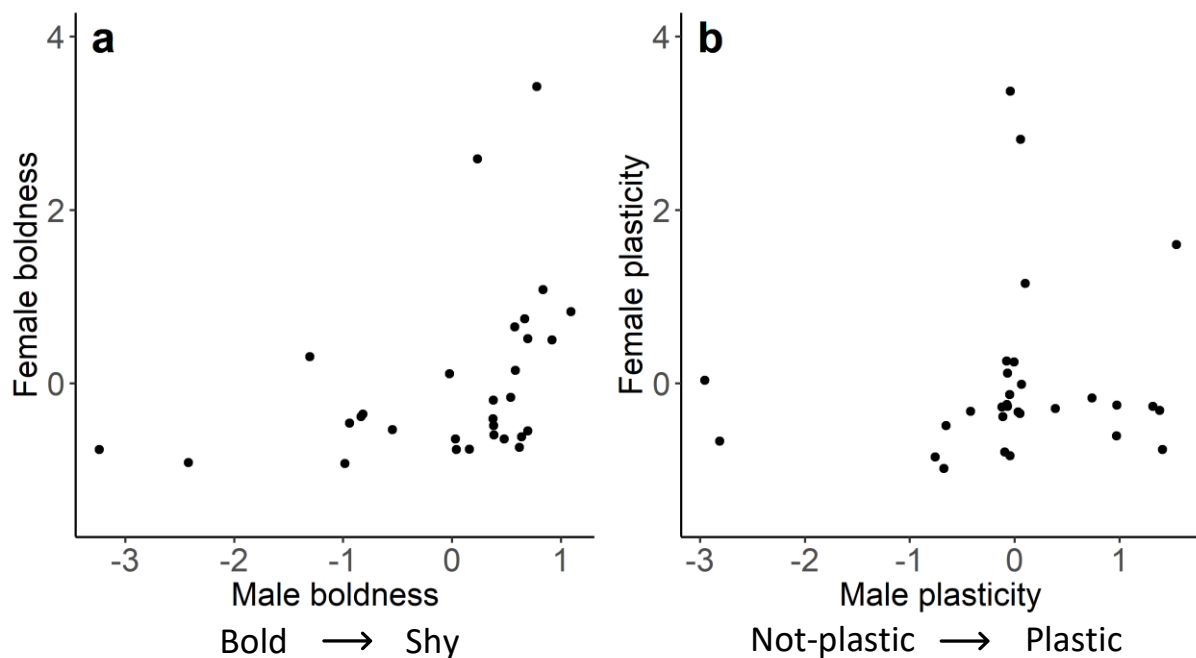 a
Female boldness
4
2
0
-3 -2 -1 0 1
Male boldness
Bold → Shy
b
Female plasticity
4
2
0
-3 -2 -1 0 1
Male plasticity
Not-plastic → Plastic